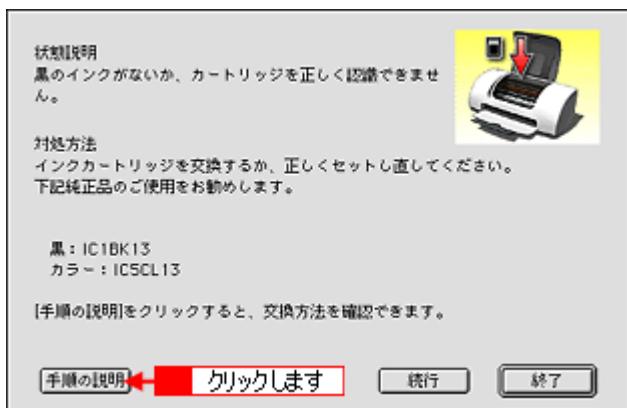 状態説明
黒のインクがないか、カートリッジを正しく認識できませ
ん。
対処方法
インクカートリッジを交換するか、正しくセットし直してください。
下記純正品のご使用をお勧めします。
黒：IC1BK13
カラー：IC5CL13
[手順の説明]をクリックすると、交換方法を確認できます。
手順の説明 クリックします 続行 終了